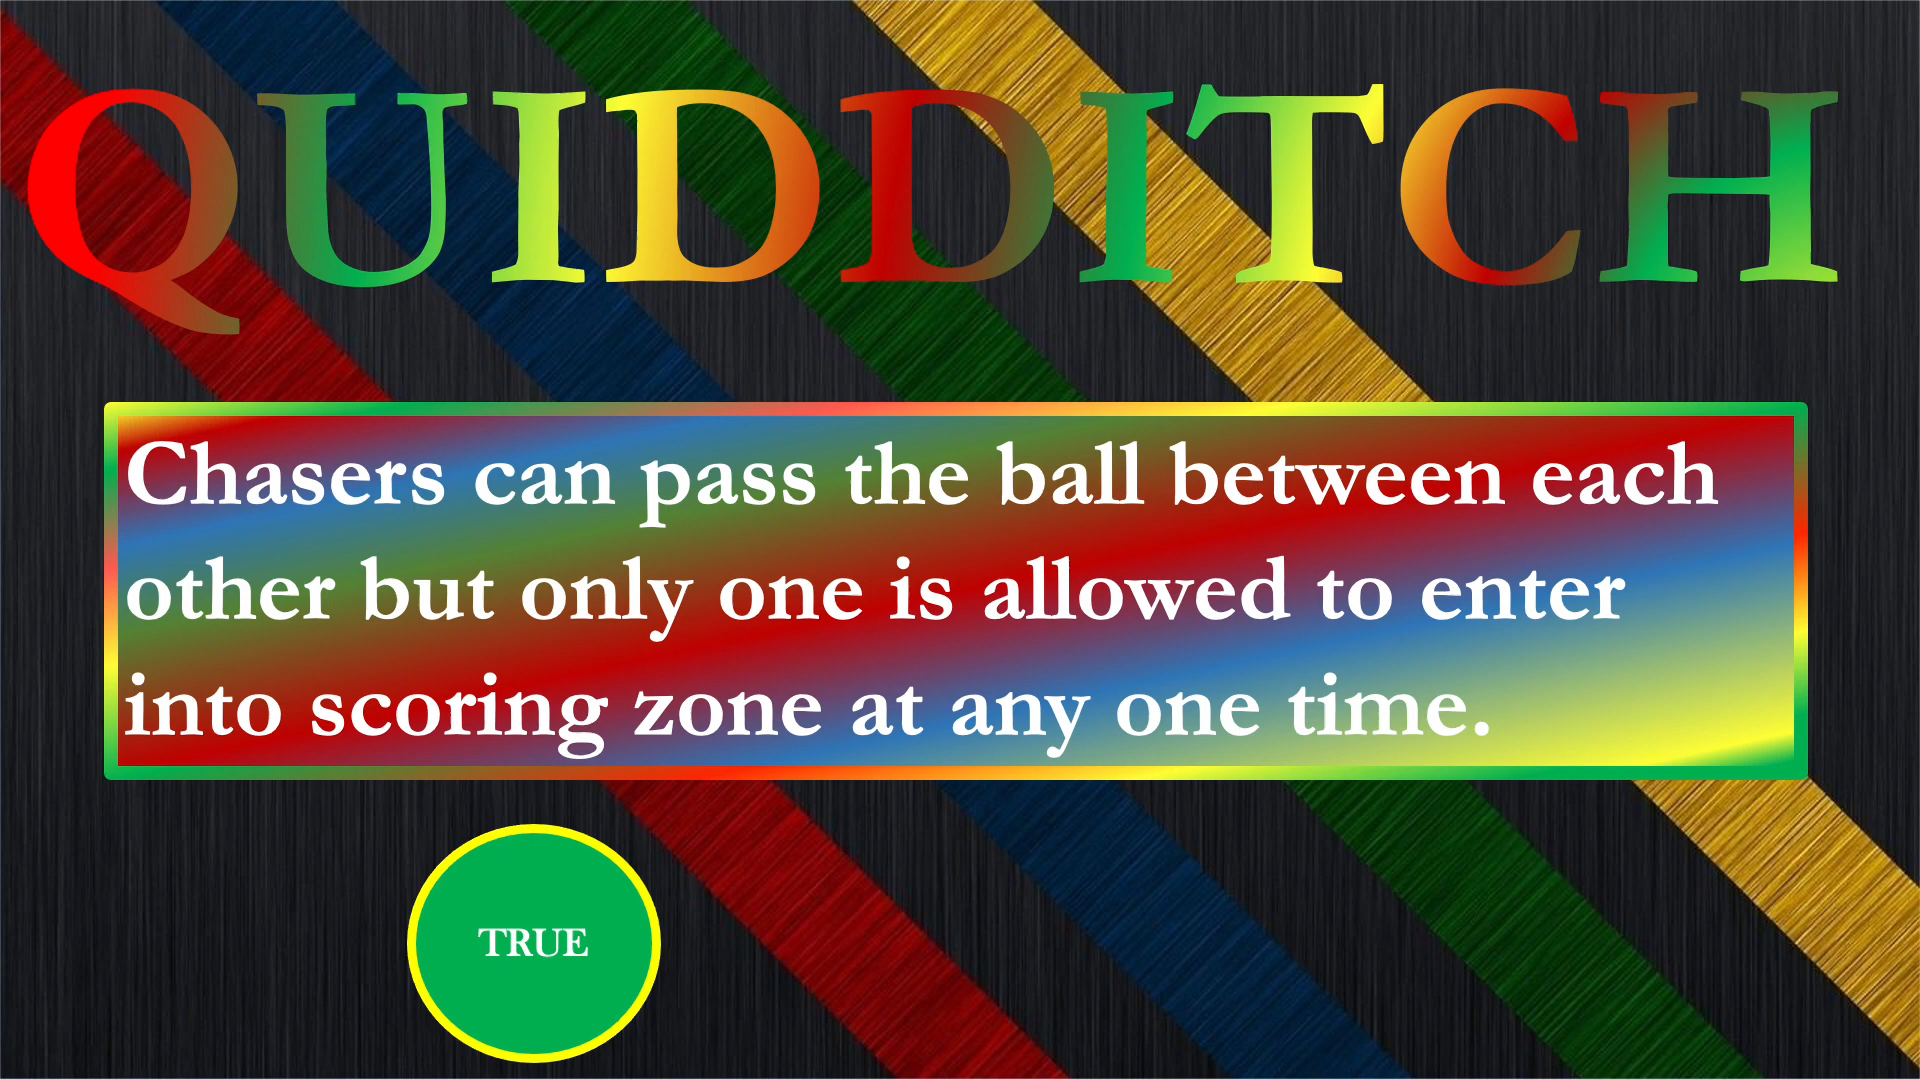 QUIDDITCH
Chasers can pass the ball between each
other but only one is allowed to enter
into scoring zone at any one time.
TRUE